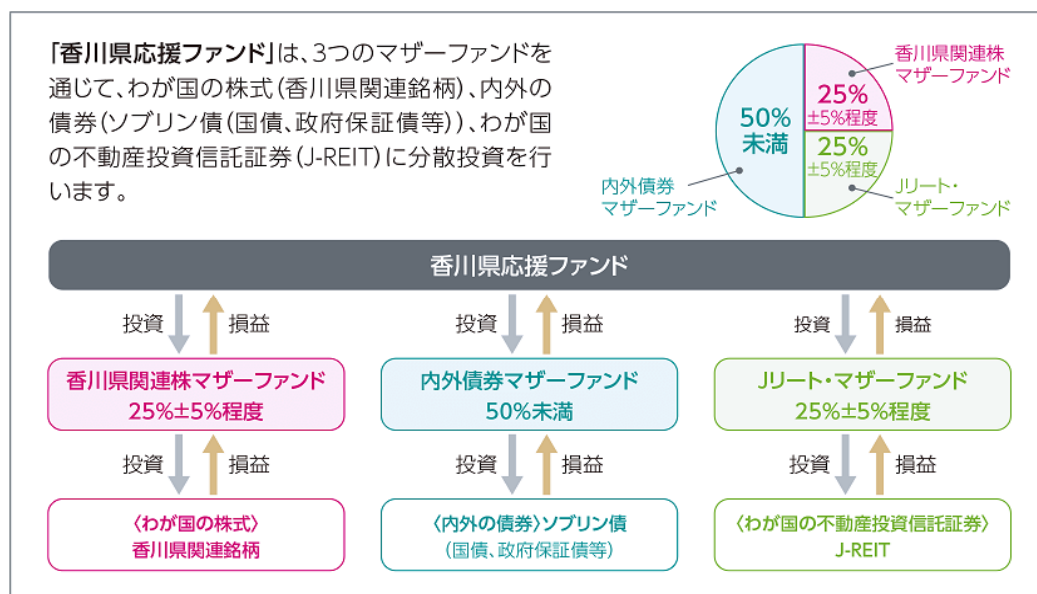 「香川県応援ファンド」は、3つのマザーファンドを
通じて、わが国の株式(香川県関連銘柄)、内外の
債券(ソブリン債(国債、政府保証債等))、わが国
の不動産投資信託証券(J-REIT)に分散投資を行
います。
香川県関連株
マザーファンド
25%
±5%程度
50%
未満
25%
±5%程度
内外債券
マザーファンド
Jリート・
マザーファンド
香川県応援ファンド
投資 損益 投資 損益 投資 損益
香川県関連株マザーファンド
25%±5%程度
内外債券マザーファンド
50%未満
Jリート・マザーファンド
25%±5%程度
投資 損益 投資 損益 投資 損益
〈わが国の株式〉
香川県関連銘柄
〈内外の債券〉ソブリン債
(国債、政府保証債等)
〈わが国の不動産投資信託証券〉
J-REIT